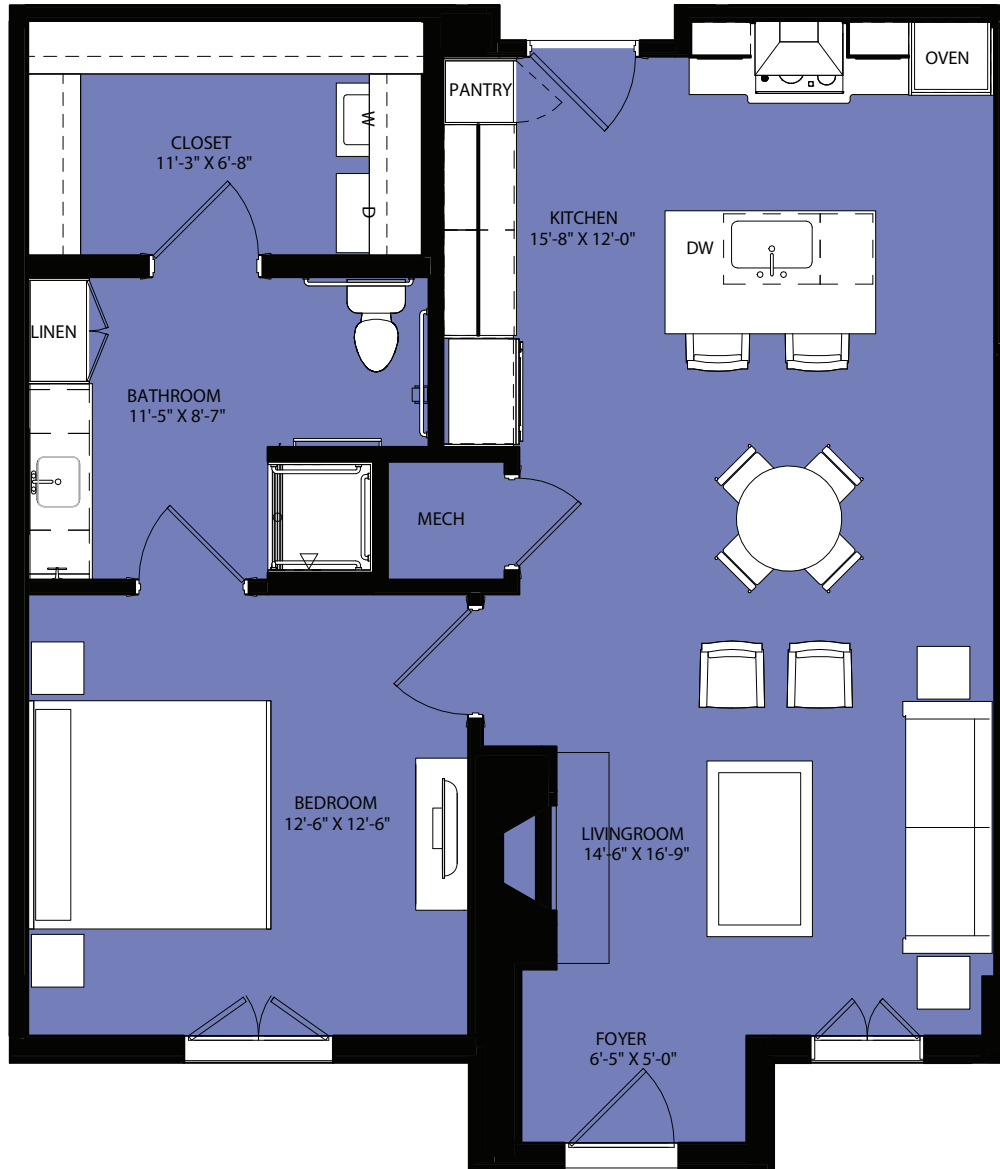 OVEN
PANTRY
CLOSET
11'-3" X 6'-8"
W
D
KITCHEN
15'-8" X 12'-0"
DW
LINEN
BATHROOM
11'-5" X 8'-7"
MECH
BEDROOM
12'-6" X 12'-6"
LIVINGROOM
14'-6" X 16'-9"
FOYER
6'-5" X 5'-0"